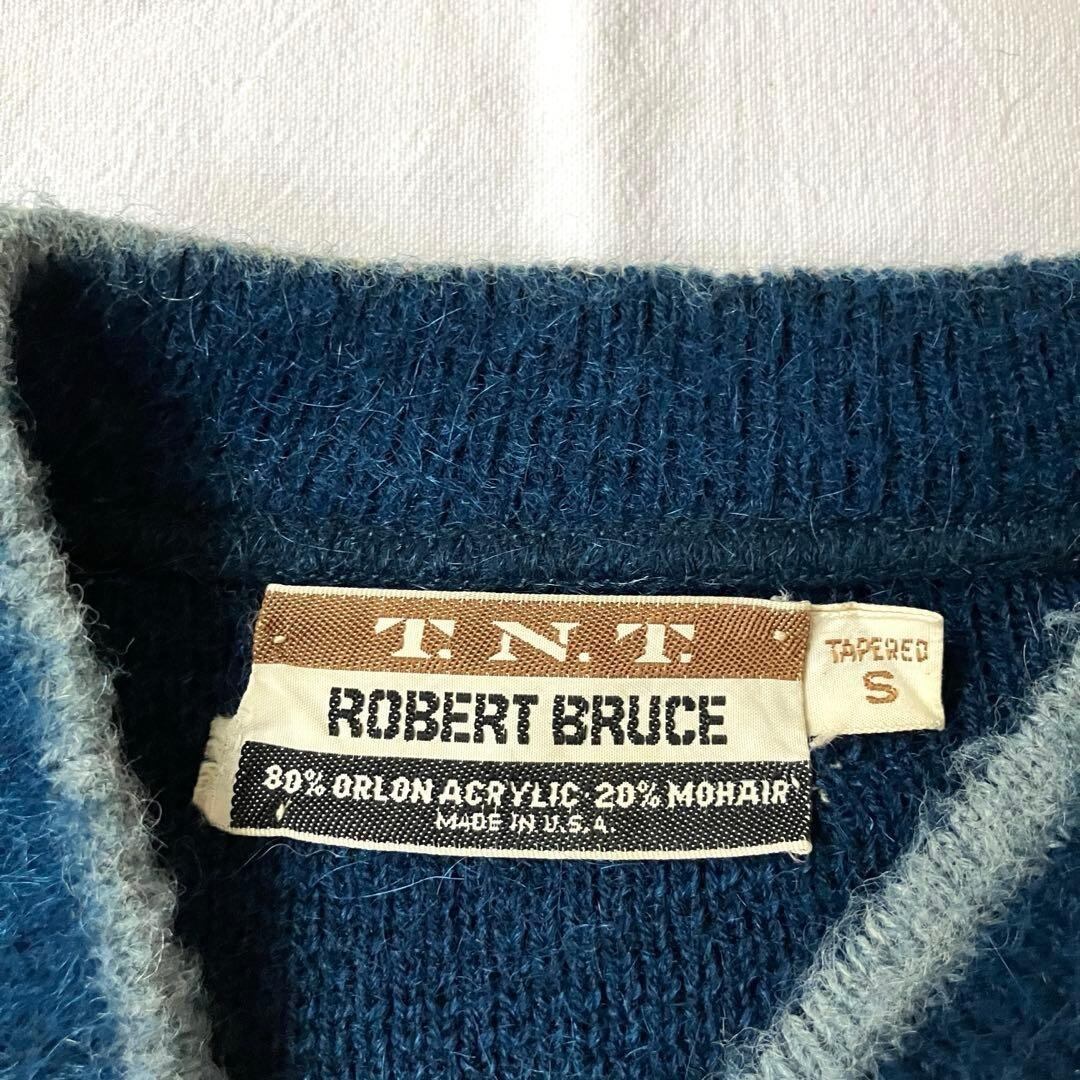 T. N. T.
ROBERT BRUCE
80% ORLON ACRYLIC 20% MOHAIR
MADE IN U.S.A.
TAPERED
S